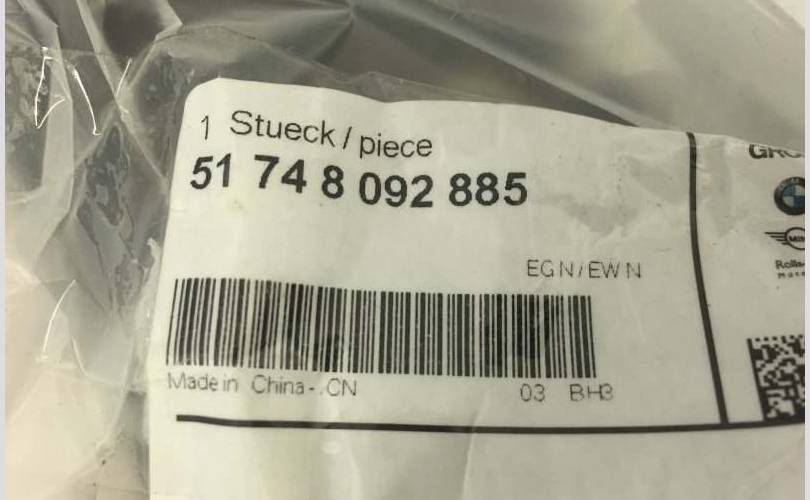 1 Stueck / piece
51 74 8 092 885
EGN/EWN
Made in China-.CN
03 BH3